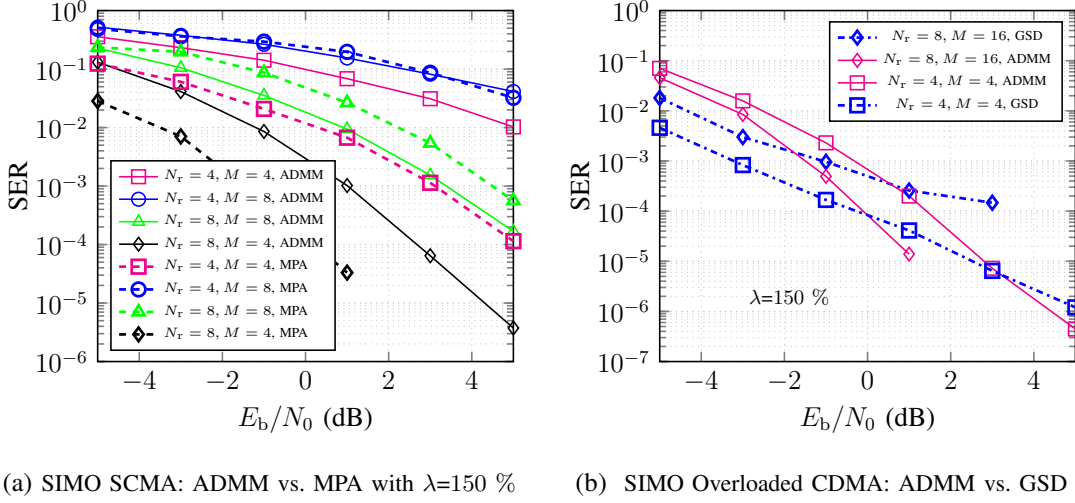 10^0
10^−1
10^−2
10^−3
10^−4
10^−5
10^−6
SER
−4 −2 0 2 4
E_b/N_0 (dB)
N_r = 4, M = 4, ADMM
N_r = 4, M = 8, ADMM
N_r = 8, M = 8, ADMM
N_r = 8, M = 4, ADMM
N_r = 4, M = 4, MPA
N_r = 4, M = 8, MPA
N_r = 8, M = 8, MPA
N_r = 8, M = 4, MPA
(a) SIMO SCMA: ADMM vs. MPA with λ=150 %
10^0
10^−1
10^−2
10^−3
10^−4
10^−5
10^−6
10^−7
SER
−4 −2 0 2 4
E_b/N_0 (dB)
N_r = 8, M = 16, GSD
N_r = 8, M = 16, ADMM
N_r = 4, M = 4, ADMM
N_r = 4, M = 4, GSD
λ=150 %
(b) SIMO Overloaded CDMA: ADMM vs. GSD